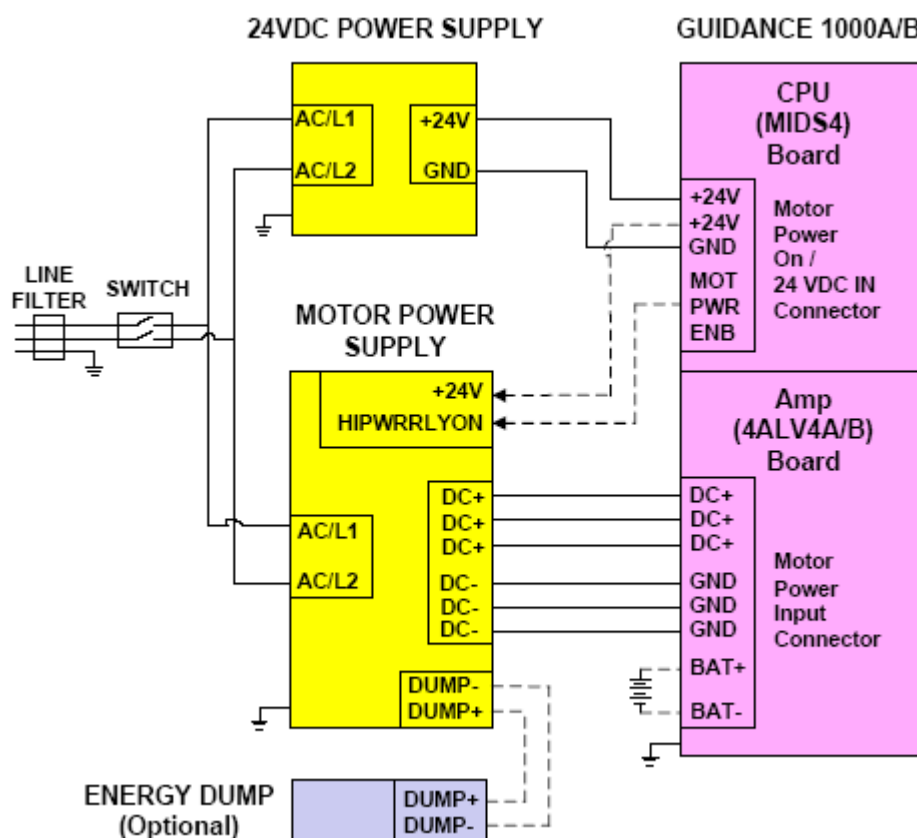 24VDC POWER SUPPLY
GUIDANCE 1000A/B
AC/L1
AC/L2
+24V
GND
CPU
(MIDS4)
Board
+24V
+24V
GND
MOT
PWR
ENB
Motor
Power
On /
24 VDC IN
Connector
LINE
FILTER
SWITCH
MOTOR POWER
SUPPLY
+24V
HIPWRRLYON
AC/L1
AC/L2
DC+
DC+
DC+
DC-
DC-
DC-
DUMP-
DUMP+
Amp
(4ALV4A/B)
Board
DC+
DC+
DC+
GND
GND
GND
BAT+
BAT-
Motor
Power
Input
Connector
ENERGY DUMP
(Optional)
DUMP+
DUMP-